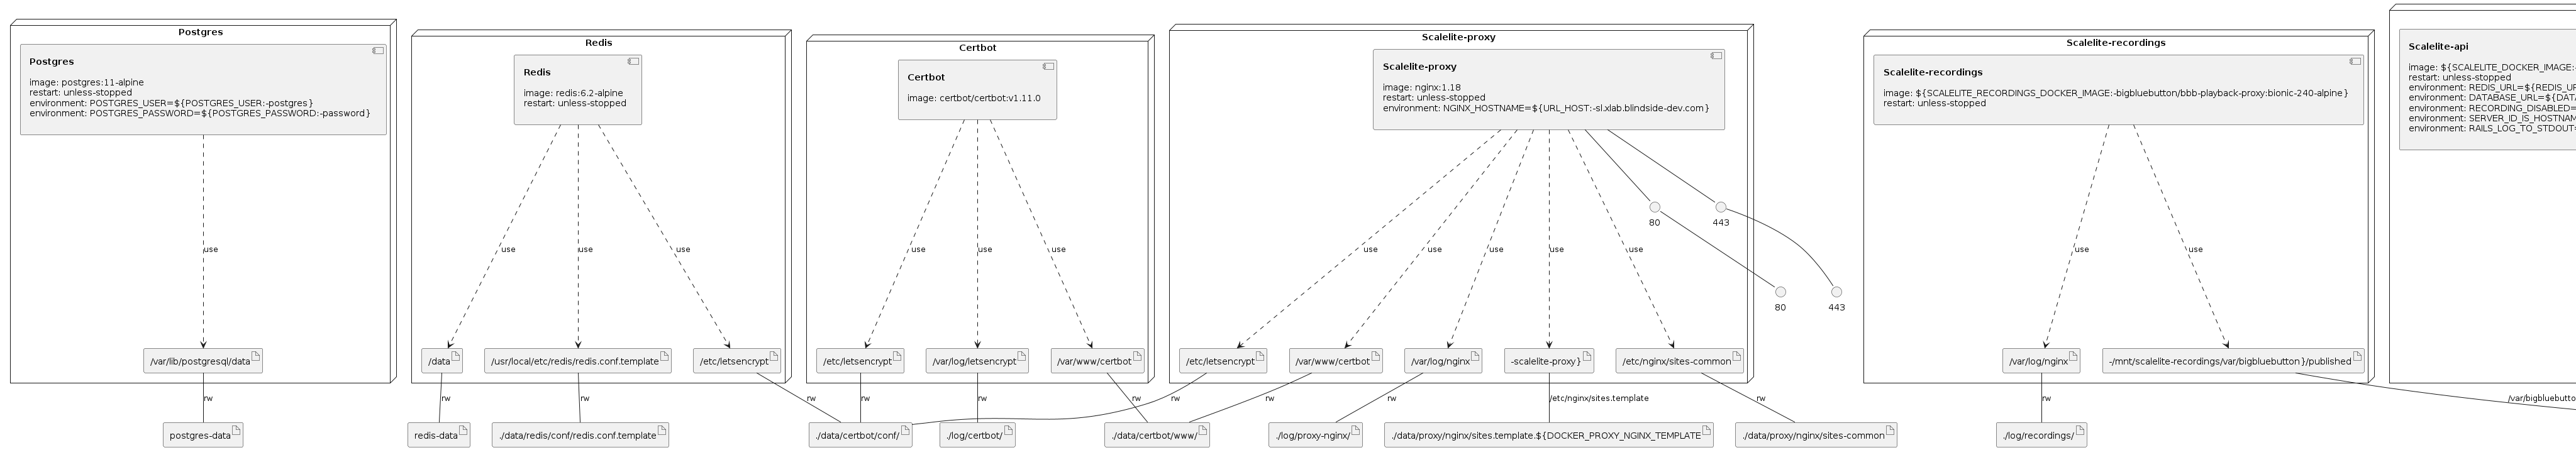 Postgres
Postgres
image: postgres:11-alpine
restart: unless-stopped
environment: POSTGRES_USER=${POSTGRES_USER:-postgres}
environment: POSTGRES_PASSWORD=${POSTGRES_PASSWORD:-password}
use
/var/lib/postgresql/data
rw
postgres-data
Redis
Redis
image: redis:6.2-alpine
restart: unless-stopped
use
use
use
/data
/usr/local/etc/redis/redis.conf.template
/etc/letsencrypt
rw
rw
rw
redis-data
./data/redis/conf/redis.conf.template
Certbot
Certbot
image: certbot/certbot:v1.11.0
use
use
use
/etc/letsencrypt
/var/log/letsencrypt
/var/www/certbot
rw
rw
rw
./data/certbot/conf/
./log/certbot/
./data/certbot/www/
Scalelite-proxy
Scalelite-proxy
image: nginx:1.18
restart: unless-stopped
environment: NGINX_HOSTNAME=${URL_HOST:-sl.xlab.blindside-dev.com}
80
443
use
use
use
use
use
80
443
/etc/letsencrypt
/var/www/certbot
/var/log/nginx
-scalelite-proxy}
/etc/nginx/sites-common
rw
rw
rw
/etc/nginx/sites.template
rw
./log/proxy-nginx/
./data/proxy/nginx/sites.template.${DOCKER_PROXY_NGINX_TEMPLATE
./data/proxy/nginx/sites-common
Scalelite-recordings
Scalelite-recordings
image: ${SCALELITE_RECORDINGS_DOCKER_IMAGE:-bigbluebutton/bbb-playback-proxy:bionic-240-alpine}
restart: unless-stopped
use
use
/var/log/nginx
-/mnt/scalelite-recordings/var/bigbluebutton}/published
rw
/var/bigbluebutto
./log/recordings/
Scalelite-api
image: ${SCALELITE_DOCKER_IMAGE:-
restart: unless-stopped
environment: REDIS_URL=${REDIS_UR
environment: DATABASE_URL=${DATA
environment: RECORDING_DISABLED=
environment: SERVER_ID_IS_HOSTNAM
environment: RAILS_LOG_TO_STDOUT=